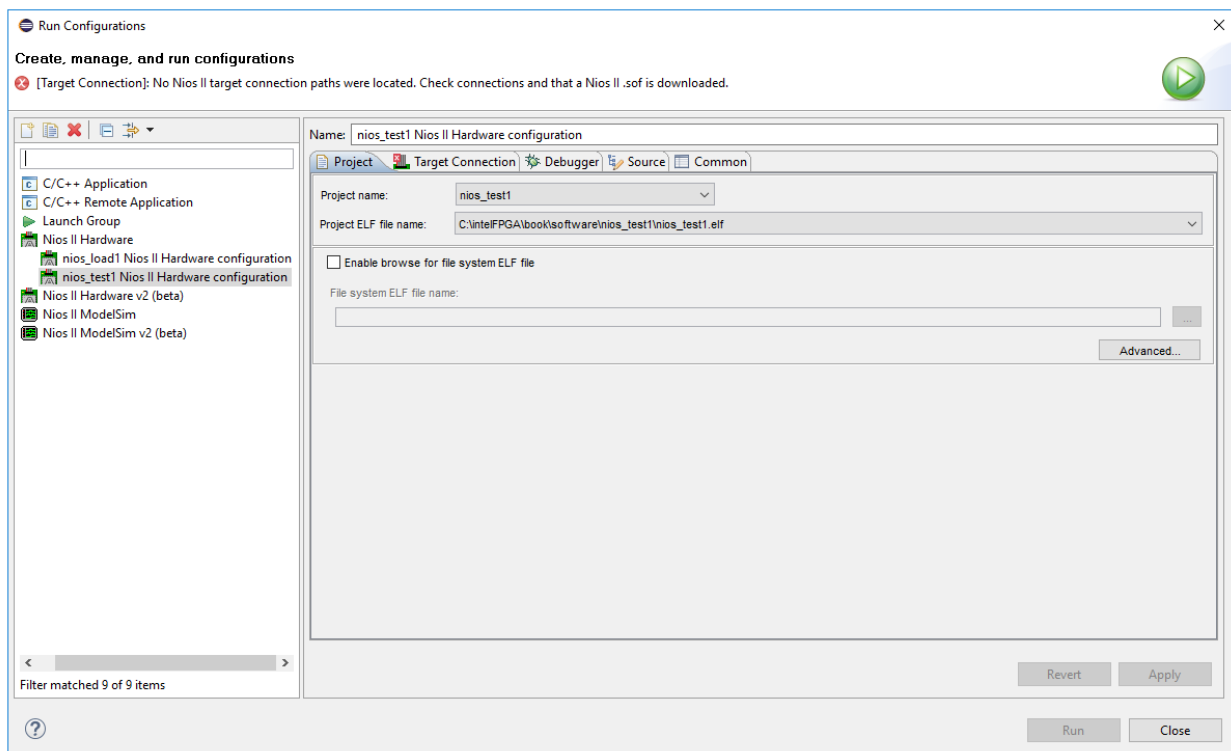 Run Configurations
Create, manage, and run configurations
[Target Connection]: No Nios II target connection paths were located. Check connections and that a Nios II .sof is downloaded.
C/C++ Application
C/C++ Remote Application
Launch Group
Nios II Hardware
nios_load1 Nios II Hardware configuration
nios_test1 Nios II Hardware configuration
Nios II Hardware v2 (beta)
Nios II ModelSim
Nios II ModelSim v2 (beta)
Filter matched 9 of 9 items
Name: nios_test1 Nios II Hardware configuration
Project Target Connection Debugger Source Common
Project name: nios_test1
Project ELF file name: C:\intelFPGA\book\software\nios_test1\nios_test1.elf
Enable browse for file system ELF file
File system ELF file name:
...
Advanced...
Revert Apply
Run Close